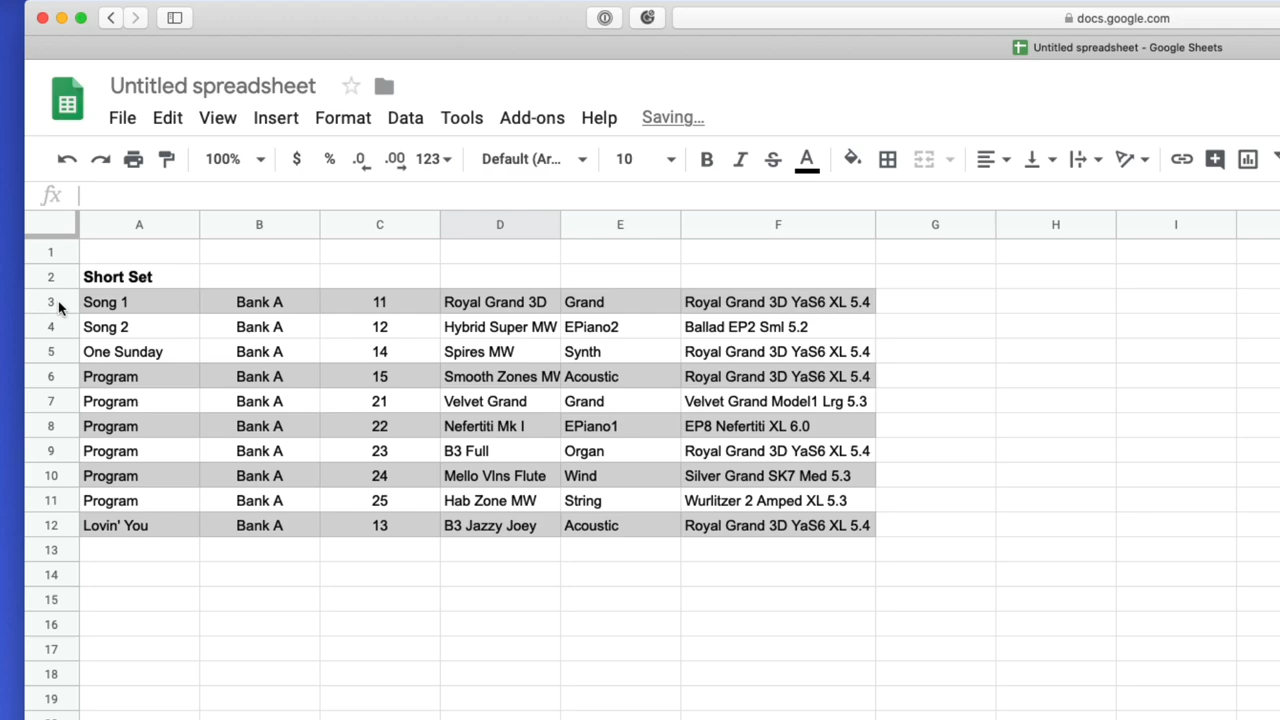 docs.google.com
Untitled spreadsheet - Google Sheets
Untitled spreadsheet
File Edit View Insert Format Data Tools Add-ons Help Saving...
100% $ % .0 .00 123 Default (Ar... 10 B I S A
fx
A B C D E F G H I
1
2 Short Set
3 Song 1 Bank A 11 Royal Grand 3D Grand Royal Grand 3D YaS6 XL 5.4
4 Song 2 Bank A 12 Hybrid Super MW EPiano2 Ballad EP2 Sml 5.2
5 One Sunday Bank A 14 Spires MW Synth Royal Grand 3D YaS6 XL 5.4
6 Program Bank A 15 Smooth Zones MW Acoustic Royal Grand 3D YaS6 XL 5.4
7 Program Bank A 21 Velvet Grand Grand Velvet Grand Model1 Lrg 5.3
8 Program Bank A 22 Nefertiti Mk I EPiano1 EP8 Nefertiti XL 6.0
9 Program Bank A 23 B3 Full Organ Royal Grand 3D YaS6 XL 5.4
10 Program Bank A 24 Mello Vlns Flute Wind Silver Grand SK7 Med 5.3
11 Program Bank A 25 Hab Zone MW String Wurlitzer 2 Amped XL 5.3
12 Lovin' You Bank A 13 B3 Jazzy Joey Acoustic Royal Grand 3D YaS6 XL 5.4
13
14
15
16
17
18
19